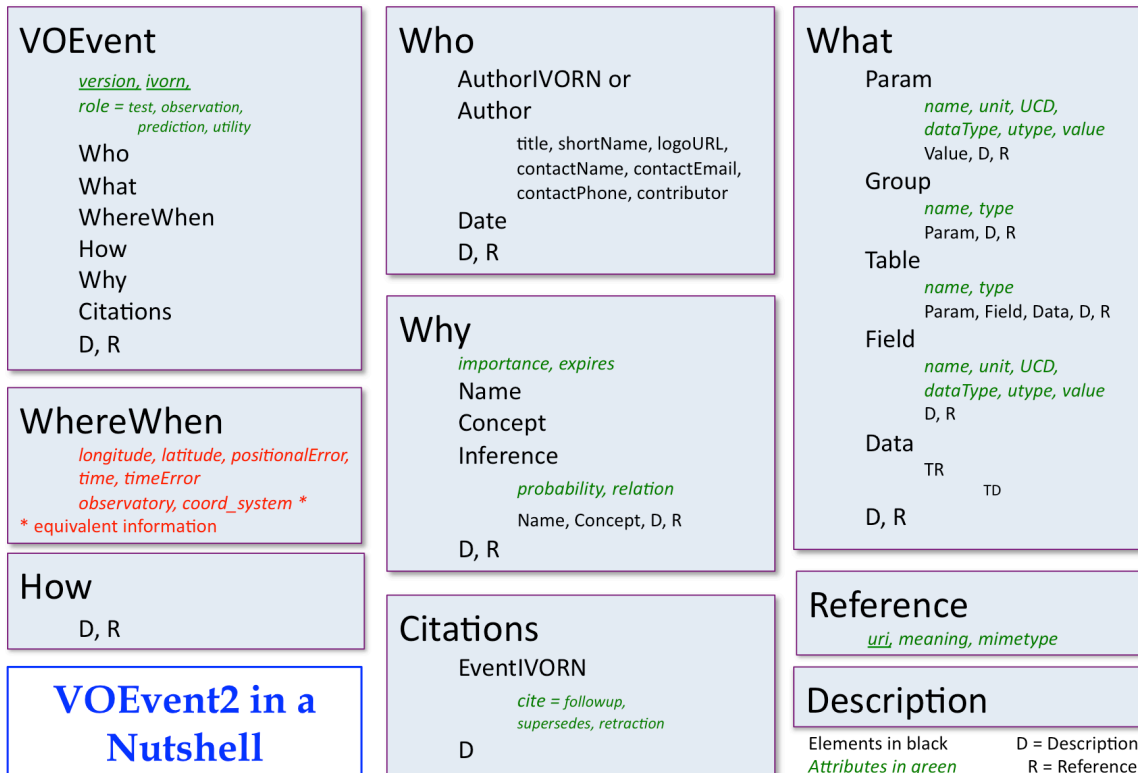 VOEvent
version, ivorn,
role = test, observation,
prediction, utility
Who
What
WhereWhen
How
Why
Citations
D, R
WhereWhen
longitude, latitude, positionalError,
time, timeError
observatory, coord_system *
* equivalent information
How
D, R
VOEvent2 in a
Nutshell
Who
AuthorIVORN or
Author
title, shortName, logoURL,
contactName, contactEmail,
contactPhone, contributor
Date
D, R
Why
importance, expires
Name
Concept
Inference
probability, relation
Name, Concept, D, R
D, R
Citations
EventIVORN
cite = followup,
supersedes, retraction
D
What
Param
name, unit, UCD,
dataType, utype, value
Value, D, R
Group
name, type
Param, D, R
Table
name, type
Param, Field, Data, D, R
Field
name, unit, UCD,
dataType, utype, value
D, R
Data
TR
TD
D, R
Reference
uri, meaning, mimetype
Description
Elements in black D = Description
Attributes in green R = Reference